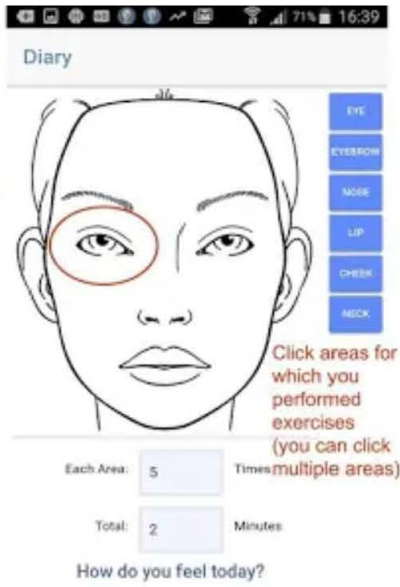 71% 16:39
Diary
EYE
EYEBROW
NOSE
LIP
CHEEK
NECK
Click areas for
which you
performed
exercises
(you can click
multiple areas)
Each Area: 5 Times
Total: 2 Minutes
How do you feel today?